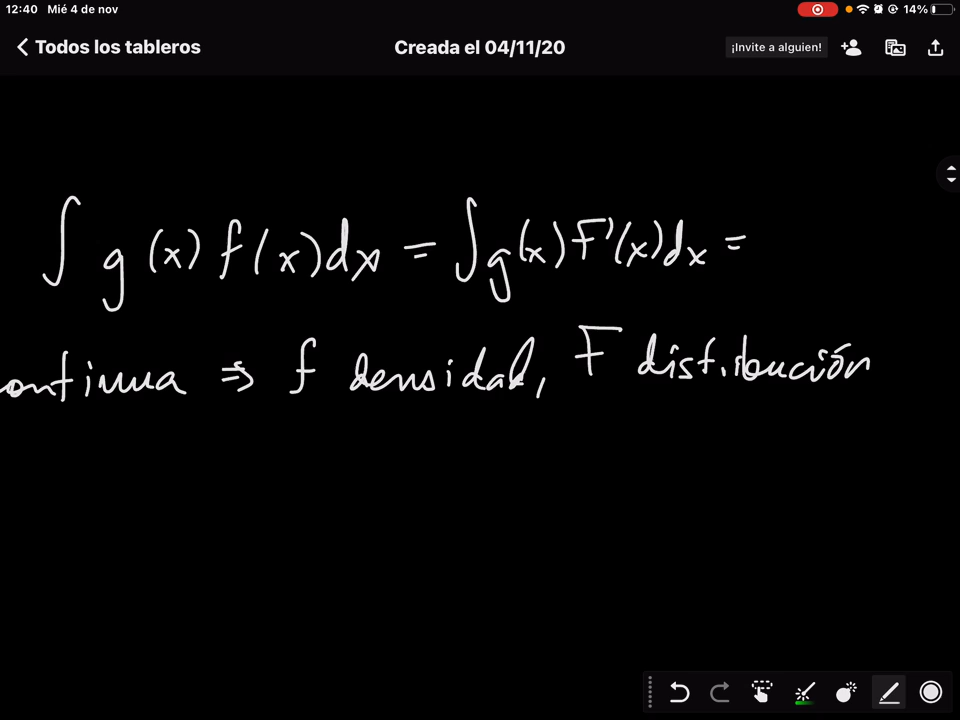 12:40 Mié 4 de nov 14%
Todos los tableros Creada el 04/11/20 ¡Invite a alguien!
∫ g(x) f(x)dx = ∫g(x)F'(x)dx =
ontinua ⇒ f densidad, F distribución